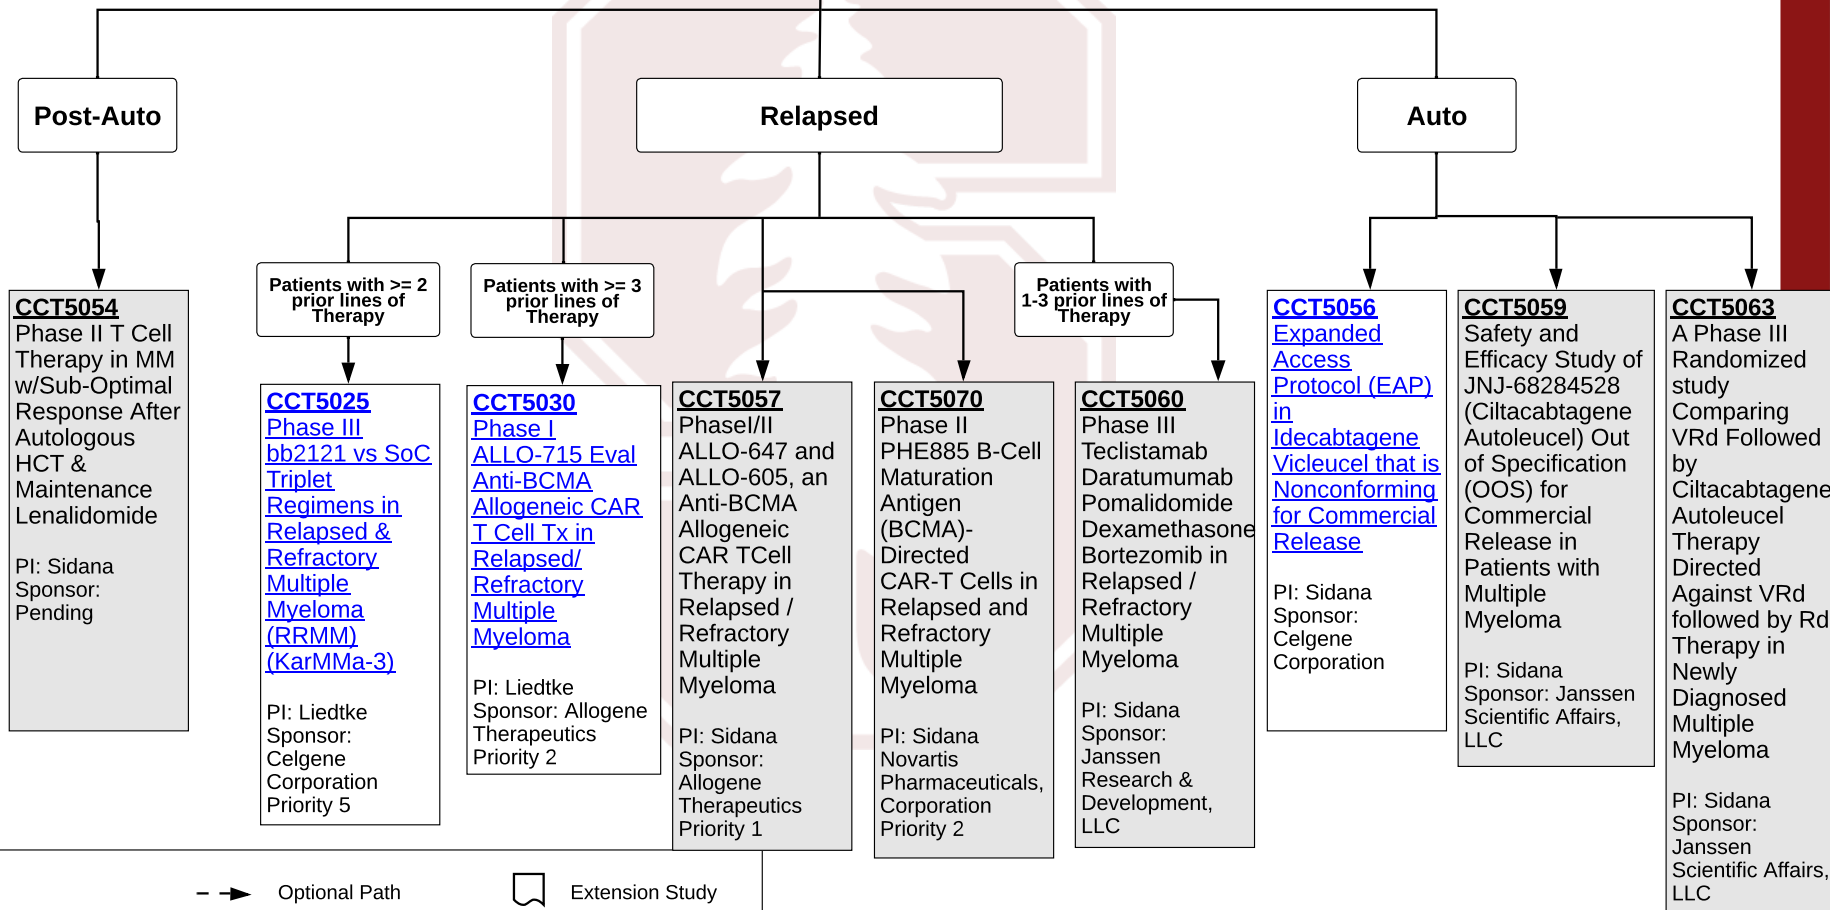 Post-Auto
Relapsed
Auto
Patients with >= 2
prior lines of
Therapy
Patients with >= 3
prior lines of
Therapy
Patients with
1-3 prior lines of
Therapy
CCT5054
Phase II T Cell
Therapy in MM
w/Sub-Optimal
Response After
Autologous
HCT &
Maintenance
Lenalidomide
PI: Sidana
Sponsor:
Pending
CCT5025
Phase III
bb2121 vs SoC
Triplet
Regimens in
Relapsed &
Refractory
Multiple
Myeloma
(RRMM)
(KarMMa-3)
PI: Liedtke
Sponsor:
Celgene
Corporation
Priority 5
CCT5030
Phase I
ALLO-715 Eval
Anti-BCMA
Allogeneic CAR
T Cell Tx in
Relapsed/
Refractory
Multiple
Myeloma
PI: Liedtke
Sponsor: Allogene
Therapeutics
Priority 2
CCT5057
PhaseI/II
ALLO-647 and
ALLO-605, an
Anti-BCMA
Allogeneic
CAR TCell
Therapy in
Relapsed /
Refractory
Multiple
Myeloma
PI: Sidana
Sponsor:
Allogene
Therapeutics
Priority 1
CCT5070
Phase II
PHE885 B-Cell
Maturation
Antigen
(BCMA)-
Directed
CAR-T Cells in
Relapsed and
Refractory
Multiple
Myeloma
PI: Sidana
Novartis
Pharmaceuticals,
Corporation
Priority 2
CCT5060
Phase III
Teclistamab
Daratumumab
Pomalidomide
Dexamethasone
Bortezomib in
Relapsed /
Refractory
Multiple
Myeloma
PI: Sidana
Sponsor:
Janssen
Research &
Development,
LLC
CCT5056
Expanded
Access
Protocol (EAP)
in
Idecabtagene
Vicleucel that is
Nonconforming
for Commercial
Release
PI: Sidana
Sponsor:
Celgene
Corporation
CCT5059
Safety and
Efficacy Study of
JNJ-68284528
(Ciltacabtagene
Autoleucel) Out
of Specification
(OOS) for
Commercial
Release in
Patients with
Multiple
Myeloma
PI: Sidana
Sponsor: Janssen
Scientific Affairs,
LLC
CCT5063
A Phase III
Randomized
study
Comparing
VRd Followed
by
Ciltacabtagene
Autoleucel
Therapy
Directed
Against VRd
followed by Rd
Therapy in
Newly
Diagnosed
Multiple
Myeloma
PI: Sidana
Sponsor:
Janssen
Scientific Affairs,
LLC
Optional Path
Extension Study